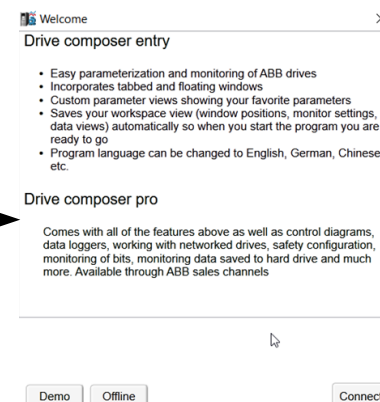 Welcome
Drive composer entry
• Easy parameterization and monitoring of ABB drives
• Incorporates tabbed and floating windows
• Custom parameter views showing your favorite parameters
• Saves your workspace view (window positions, monitor settings,
data views) automatically so when you start the program you are
ready to go
• Program language can be changed to English, German, Chinese
etc.
Drive composer pro
Comes with all of the features above as well as control diagrams,
data loggers, working with networked drives, safety configuration,
monitoring of bits, monitoring data saved to hard drive and much
more. Available through ABB sales channels
Demo Offline Connect